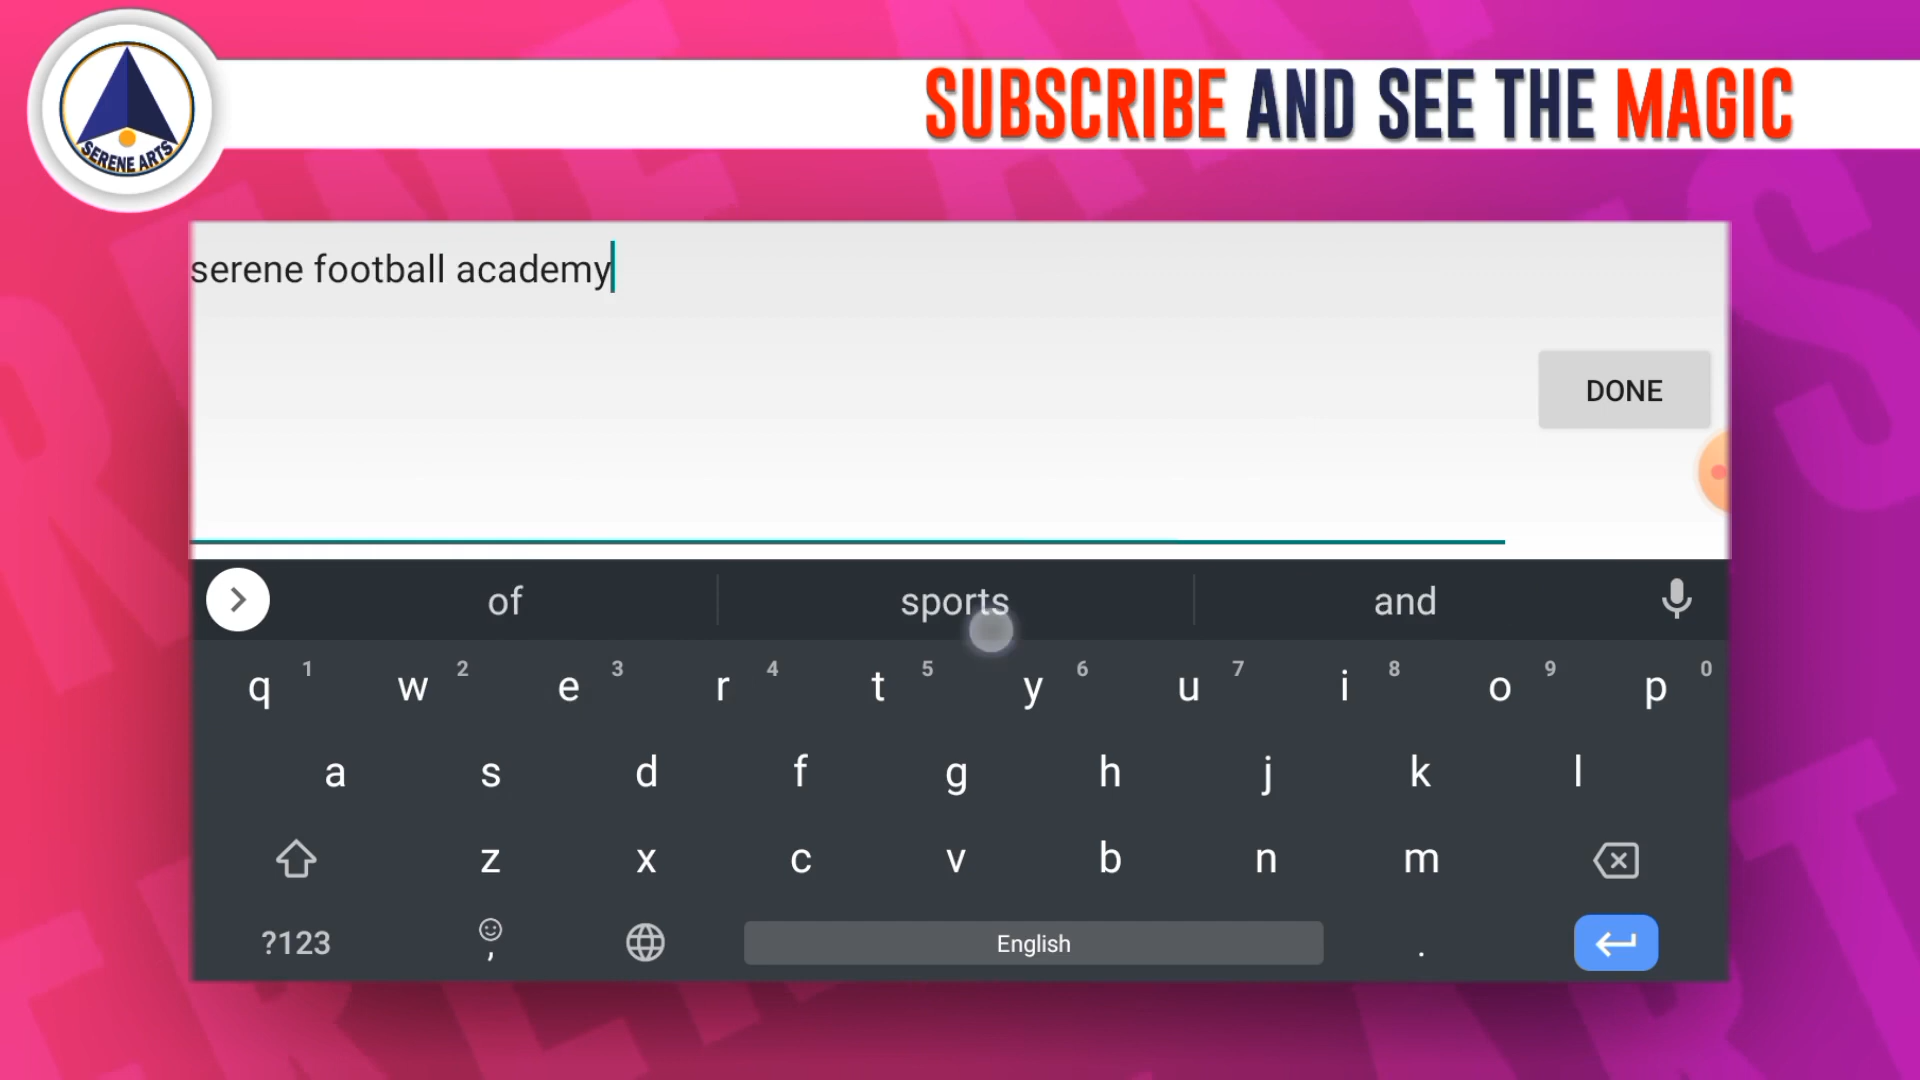 SUBSCRIBE AND SEE THE MAGIC
SERENE ARTS
serene football academy
DONE
of sports and
q 1 w 2 e 3 r 4 t 5 y 6 u 7 i 8 o 9 p 0
a s d f g h j k l
z x c v b n m
?123 , English .